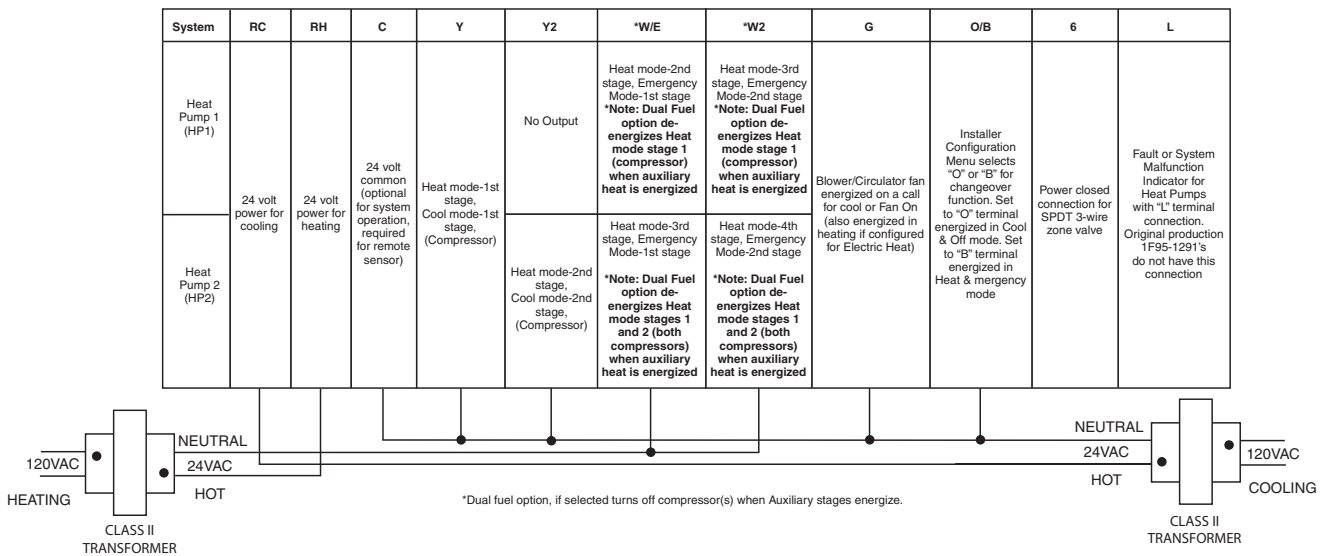 System RC RH C Y Y2 *W/E *W2 G O/B 6 L
Heat
Pump 1
(HP1)
Heat
Pump 2
(HP2)
24 volt
power for
cooling
24 volt
power for
heating
24 volt
common
(optional
for system
operation,
required
for remote
sensor)
Heat mode-1st
stage,
Cool mode-1st
stage,
(Compressor)
No Output
Heat mode-2nd
stage,
Cool mode-2nd
stage,
(Compressor)
Heat mode-2nd
stage, Emergency
Mode-1st stage
*Note: Dual Fuel
option de-
energizes Heat
mode stage 1
(compressor)
when auxiliary
heat is energized
Heat mode-3rd
stage, Emergency
Mode-1st stage
*Note: Dual Fuel
option de-
energizes Heat
mode stages 1
and 2 (both
compressors)
when auxiliary
heat is energized
Heat mode-3rd
stage, Emergency
Mode-2nd stage
*Note: Dual Fuel
option de-
energizes Heat
mode stage 1
(compressor)
when auxiliary
heat is energized
Heat mode-4th
stage, Emergency
Mode-2nd stage
*Note: Dual Fuel
option de-
energizes Heat
mode stages 1
and 2 (both
compressors)
when auxiliary
heat is energized
Blower/Circulator fan
energized on a call
for cool or Fan On
(also energized in
heating if configured
for Electric Heat)
Installer
Configuration
Menu selects
“O” or “B” for
changeover
function. Set
to “O” terminal
energized in Cool
& Off mode. Set
to “B” terminal
energized in
Heat & mergency
mode
Power closed
connection for
SPDT 3-wire
zone valve
Fault or System
Malfunction
Indicator for
Heat Pumps
with “L” terminal
connection.
Original production
1F95-1291’s
do not have this
connection
120VAC
HEATING
NEUTRAL
24VAC
HOT
CLASS II
TRANSFORMER
*Dual fuel option, if selected turns off compressor(s) when Auxiliary stages energize.
NEUTRAL
24VAC
HOT
120VAC
COOLING
CLASS II
TRANSFORMER